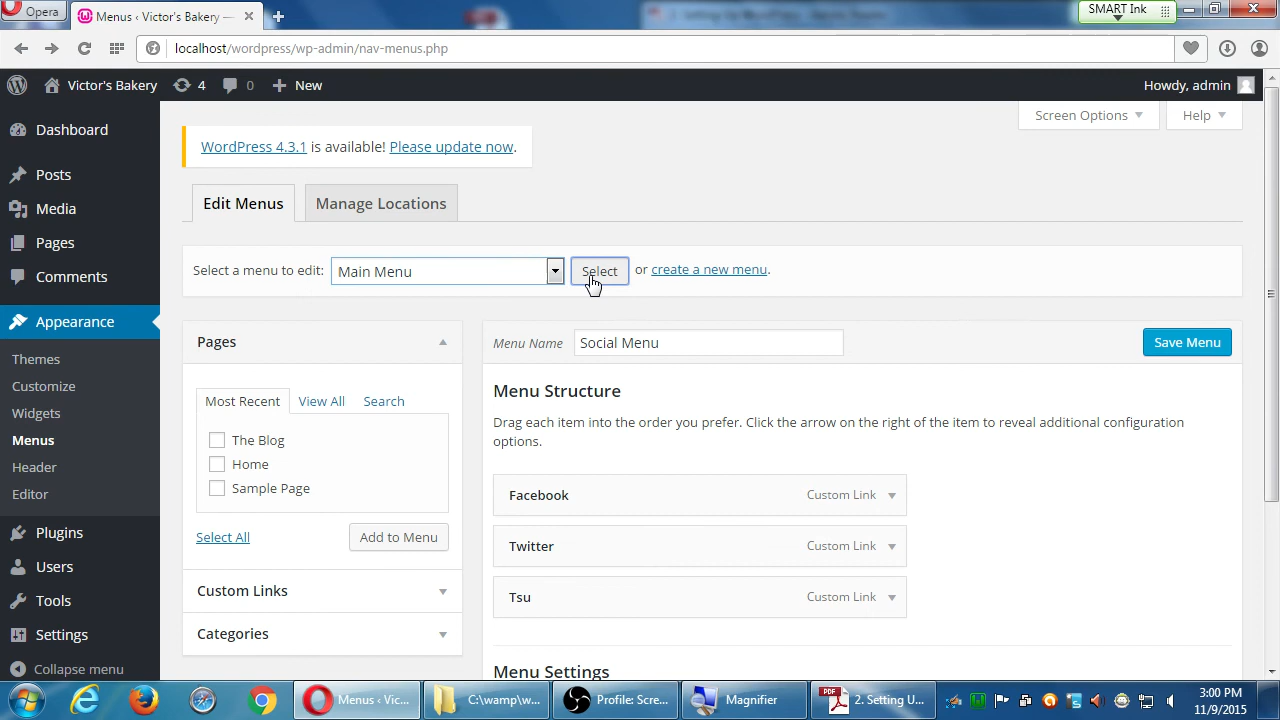 Opera
Menus ‹ Victor's Bakery —
SMART Ink
localhost/wordpress/wp-admin/nav-menus.php
Victor's Bakery
4
0
New
Howdy, admin
Screen Options
Help
Dashboard
Posts
Media
Pages
Comments
Appearance
Themes
Customize
Widgets
Menus
Header
Editor
Plugins
Users
Tools
Settings
Collapse menu
WordPress 4.3.1 is available! Please update now.
Edit Menus
Manage Locations
Select a menu to edit:
Main Menu
Select
or create a new menu.
Pages
Most Recent
View All
Search
The Blog
Home
Sample Page
Select All
Add to Menu
Custom Links
Categories
Menu Name
Social Menu
Save Menu
Menu Structure
Drag each item into the order you prefer. Click the arrow on the right of the item to reveal additional configuration
options.
Facebook
Custom Link
Twitter
Custom Link
Tsu
Custom Link
Menu Settings
Menus ‹ Vic...
C:\wamp\w...
Profile: Scre...
Magnifier
PDF
2. Setting U...
3:00 PM
11/9/2015